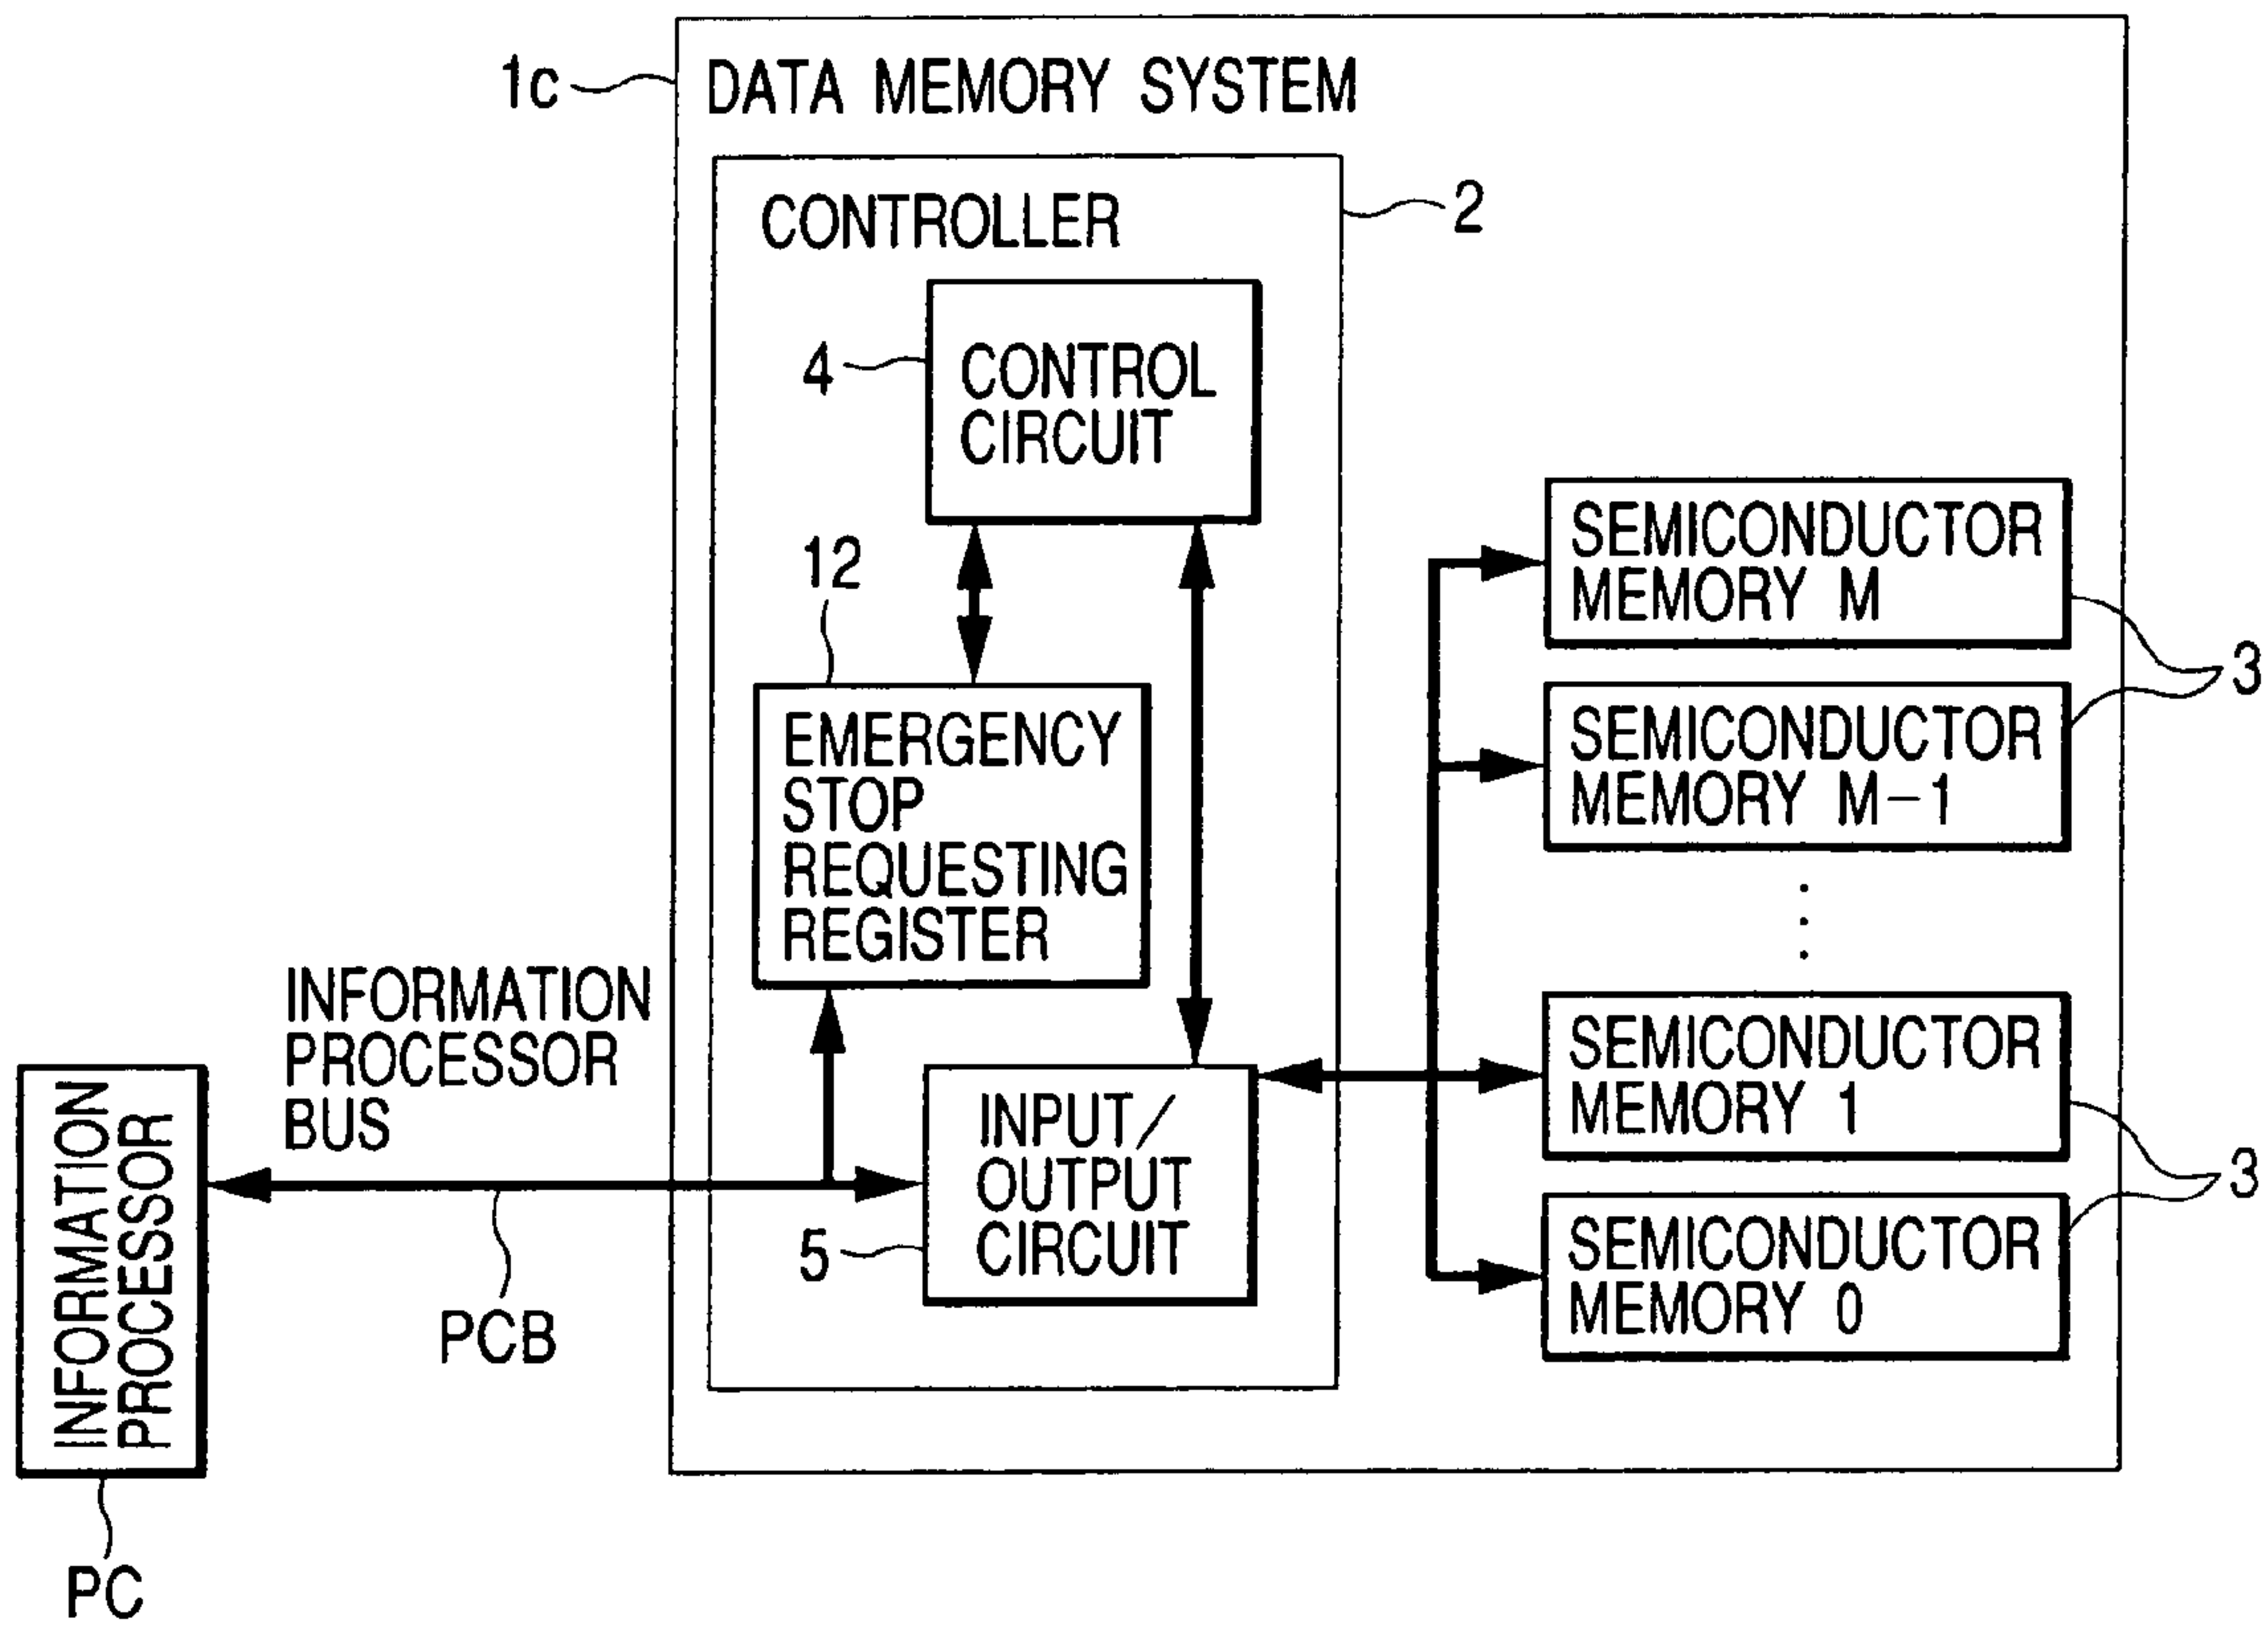 1c
DATA MEMORY SYSTEM
CONTROLLER
2
4
CONTROL
CIRCUIT
12
EMERGENCY
STOP
REQUESTING
REGISTER
INPUT/
OUTPUT
CIRCUIT
5
SEMICONDUCTOR
MEMORY M
SEMICONDUCTOR
MEMORY M-1
3
SEMICONDUCTOR
MEMORY 1
SEMICONDUCTOR
MEMORY 0
3
INFORMATION
PROCESSOR
BUS
PCB
INFORMATION
PROCESSOR
PC